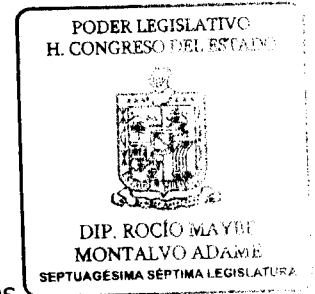 PODER LEGISLATIVO
H. CONGRESO DEL ESTADO
DIP. ROCÍO MAYBE
MONTALVO ADAME
SEPTUAGÉSIMA SÉPTIMA LEGISLATURA